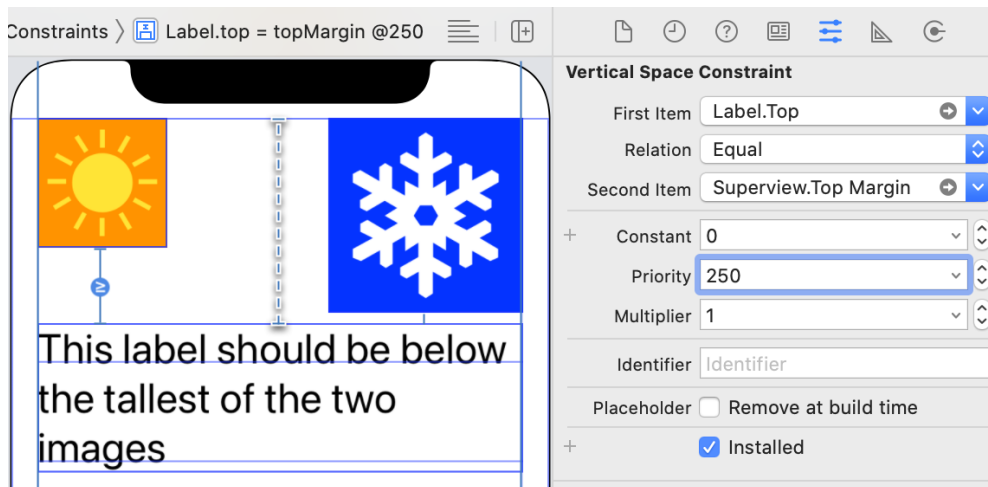 Constraints 〉 Label.top = topMargin @250
Vertical Space Constraint
First Item Label.Top
Relation Equal
Second Item Superview.Top Margin
Constant 0
Priority 250
Multiplier 1
Identifier Identifier
Placeholder Remove at build time
Installed
≥
This label should be below
the tallest of the two
images